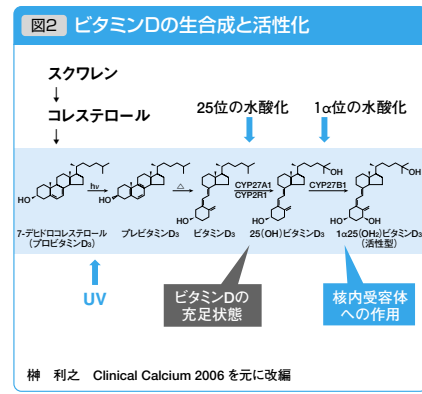 図2 ビタミンDの生合成と活性化
スクワレン
↓
コレステロール
↓
25位の水酸化
1α位の水酸化
hν
△
CYP27A1
CYP2R1
OH
CYP27B1
OH
HO
HO
HO
HO
HO
OH
7-デヒドロコレステロール
(プロビタミンD₃)
プレビタミンD₃
ビタミンD₃
25(OH)ビタミンD₃
1α25(OH₂)ビタミンD₃
(活性型)
UV
ビタミンDの
充足状態
核内受容体
への作用
榊 利之 Clinical Calcium 2006 を元に改編